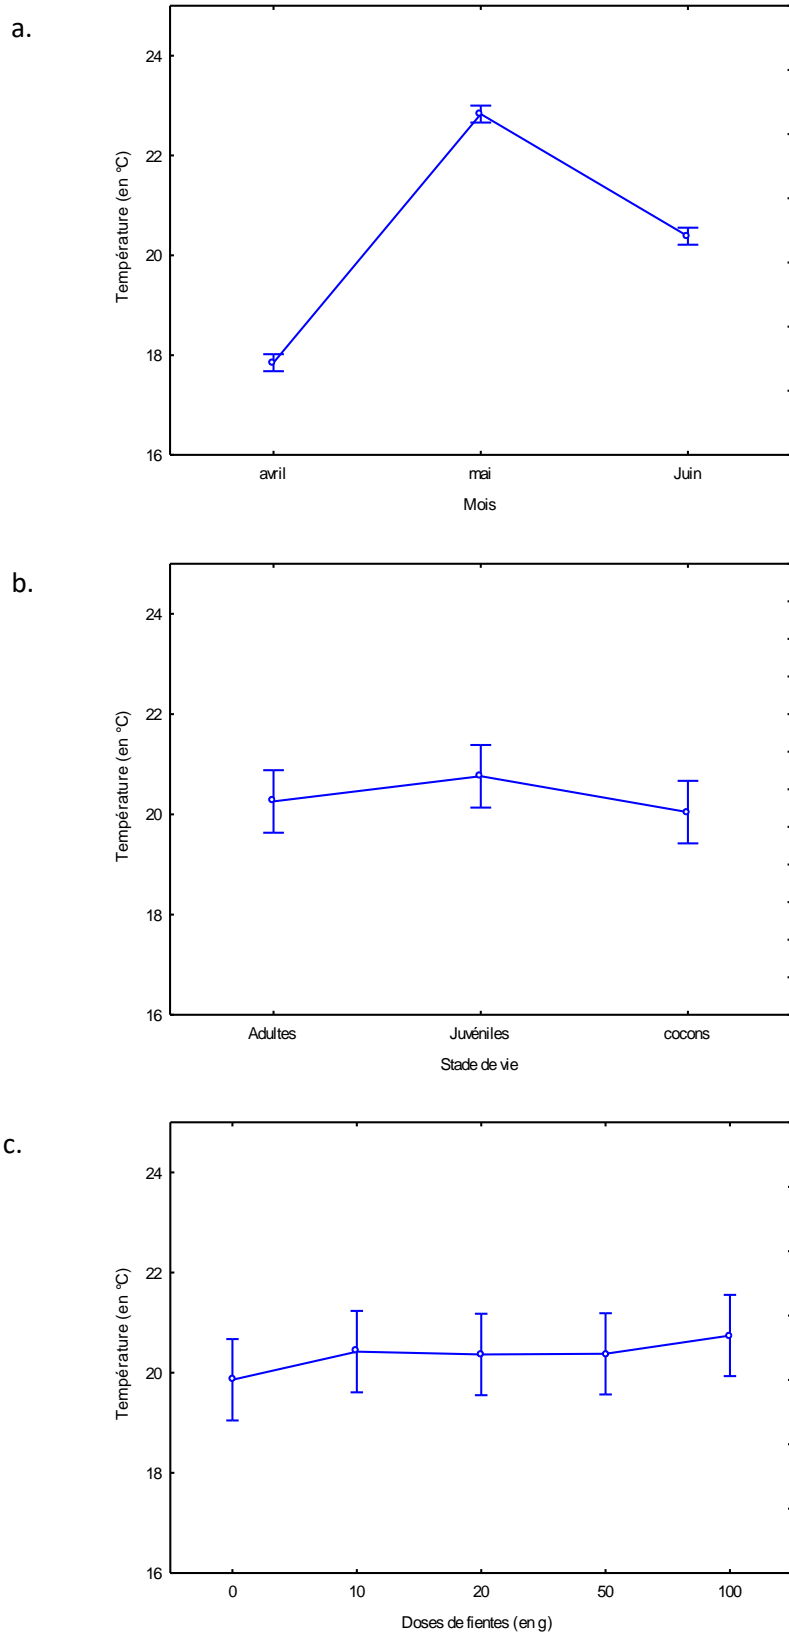 a.
24
22
20
18
16
Température (en °C)
avril
mai
Juin
Mois
b.
24
22
20
18
16
Température (en °C)
Adultes
Juvéniles
cocons
Stade de vie
c.
24
22
20
18
16
Température (en °C)
0
10
20
50
100
Doses de fientes (en g)